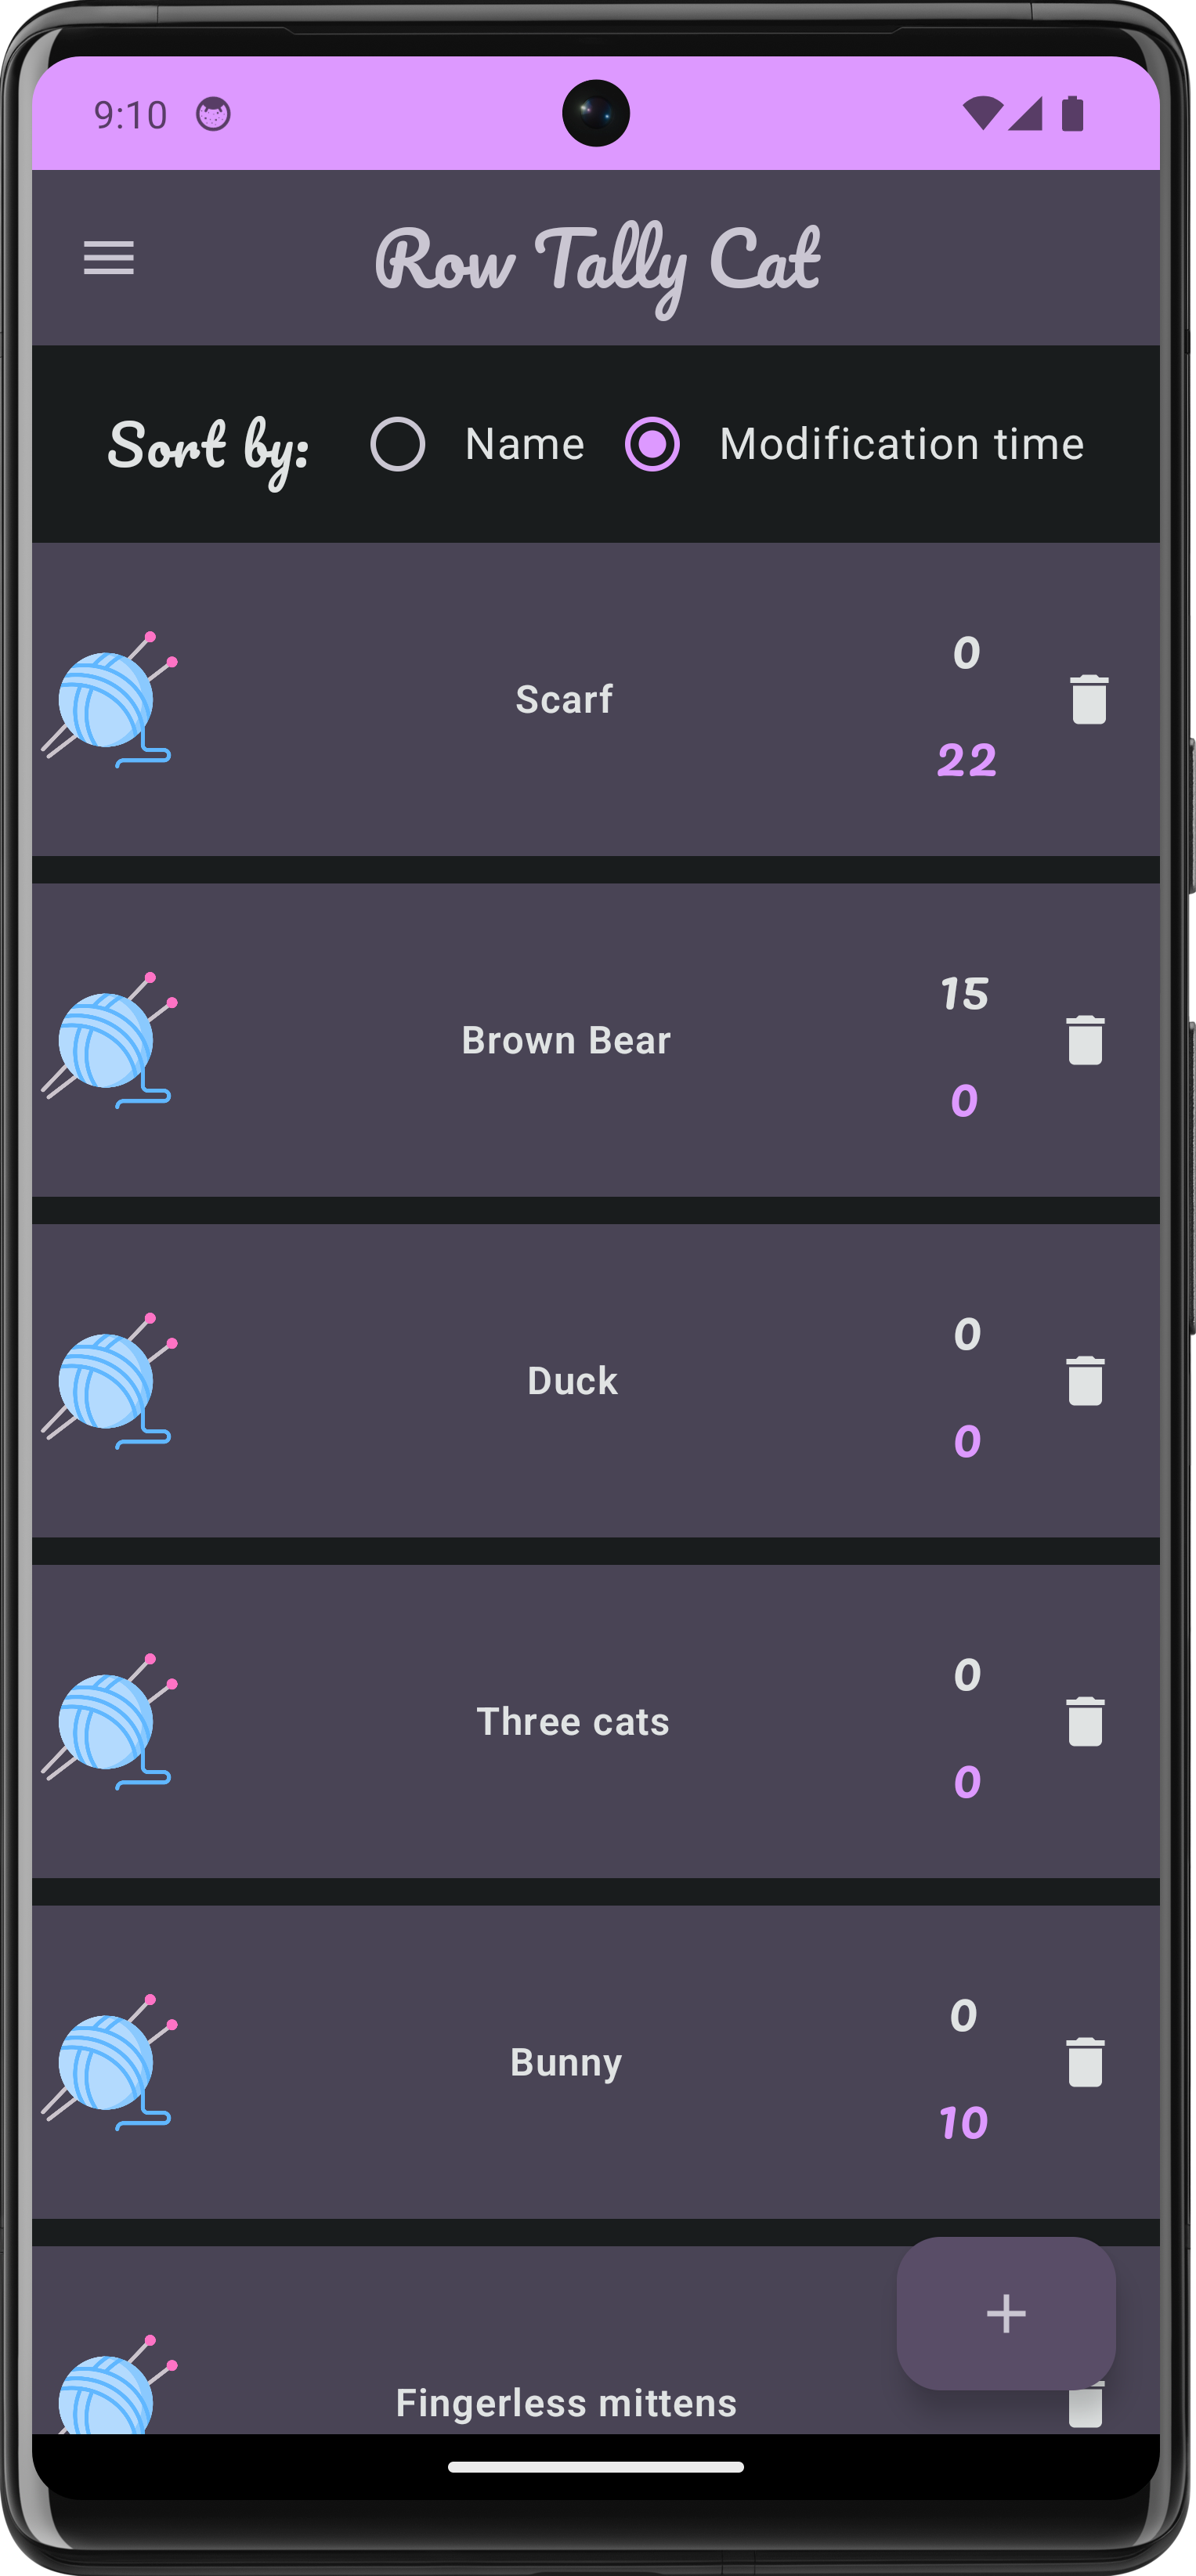 9:10
Row Tally Cat
Sort by: Name Modification time
0
Scarf
22
15
Brown Bear
0
0
Duck
0
0
Three cats
0
0
Bunny
10
+
Fingerless mittens